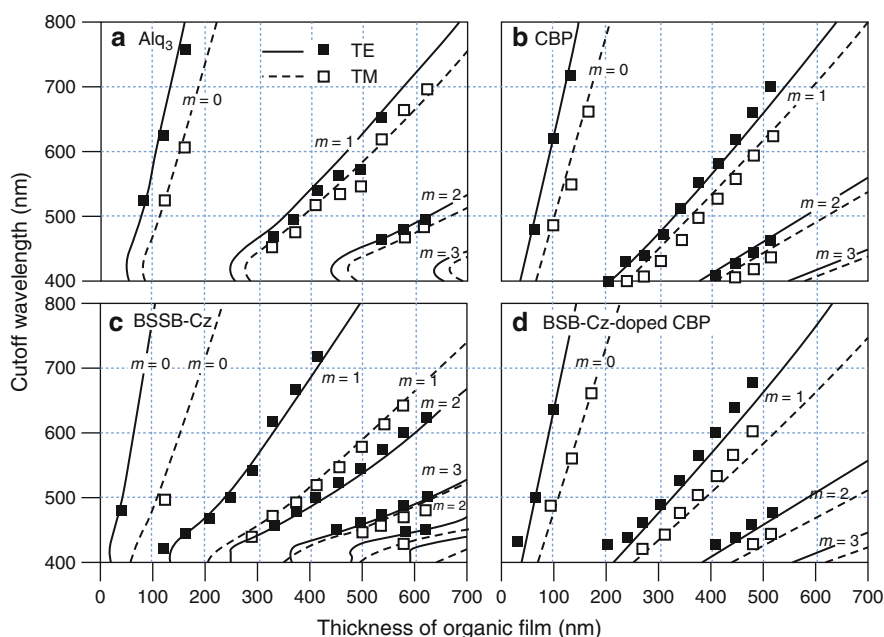 800
700
600
500
400
a Alq3
TE
TM
m = 0
m = 1
m = 2
m = 3
b CBP
m = 0
m = 1
m = 2
m = 3
Cutoff wavelength (nm)
800
700
600
500
400
c BSSB-Cz
m = 0
m = 0
m = 1
m = 1
m = 2
m = 3
m = 2
d BSB-Cz-doped CBP
m = 0
m = 1
m = 2
m = 3
0 100 200 300 400 500 600 700
0 100 200 300 400 500 600 700
Thickness of organic film (nm)